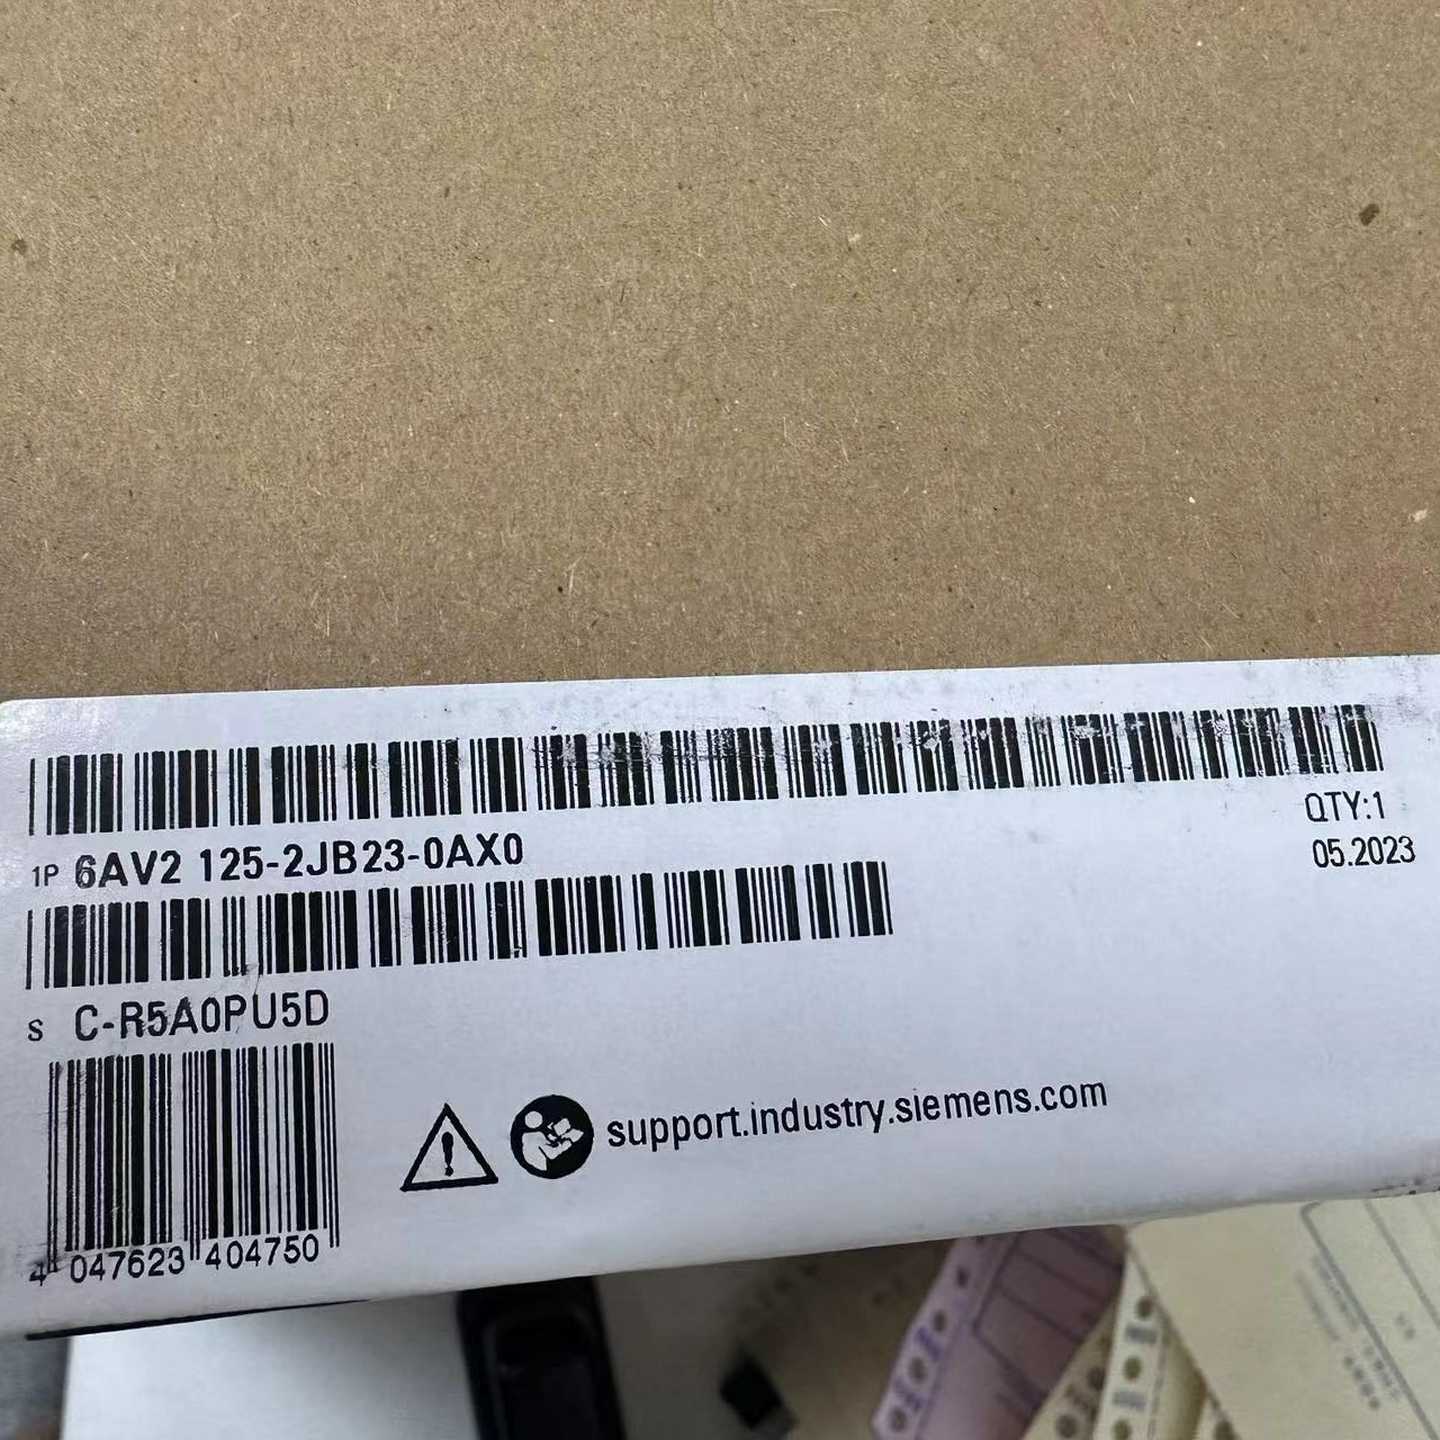 1P 6AV2 125-2JB23-0AX0
QTY:1
05.2023
S C-R5A0PU5D
support.industry.siemens.com
4 047623 404750